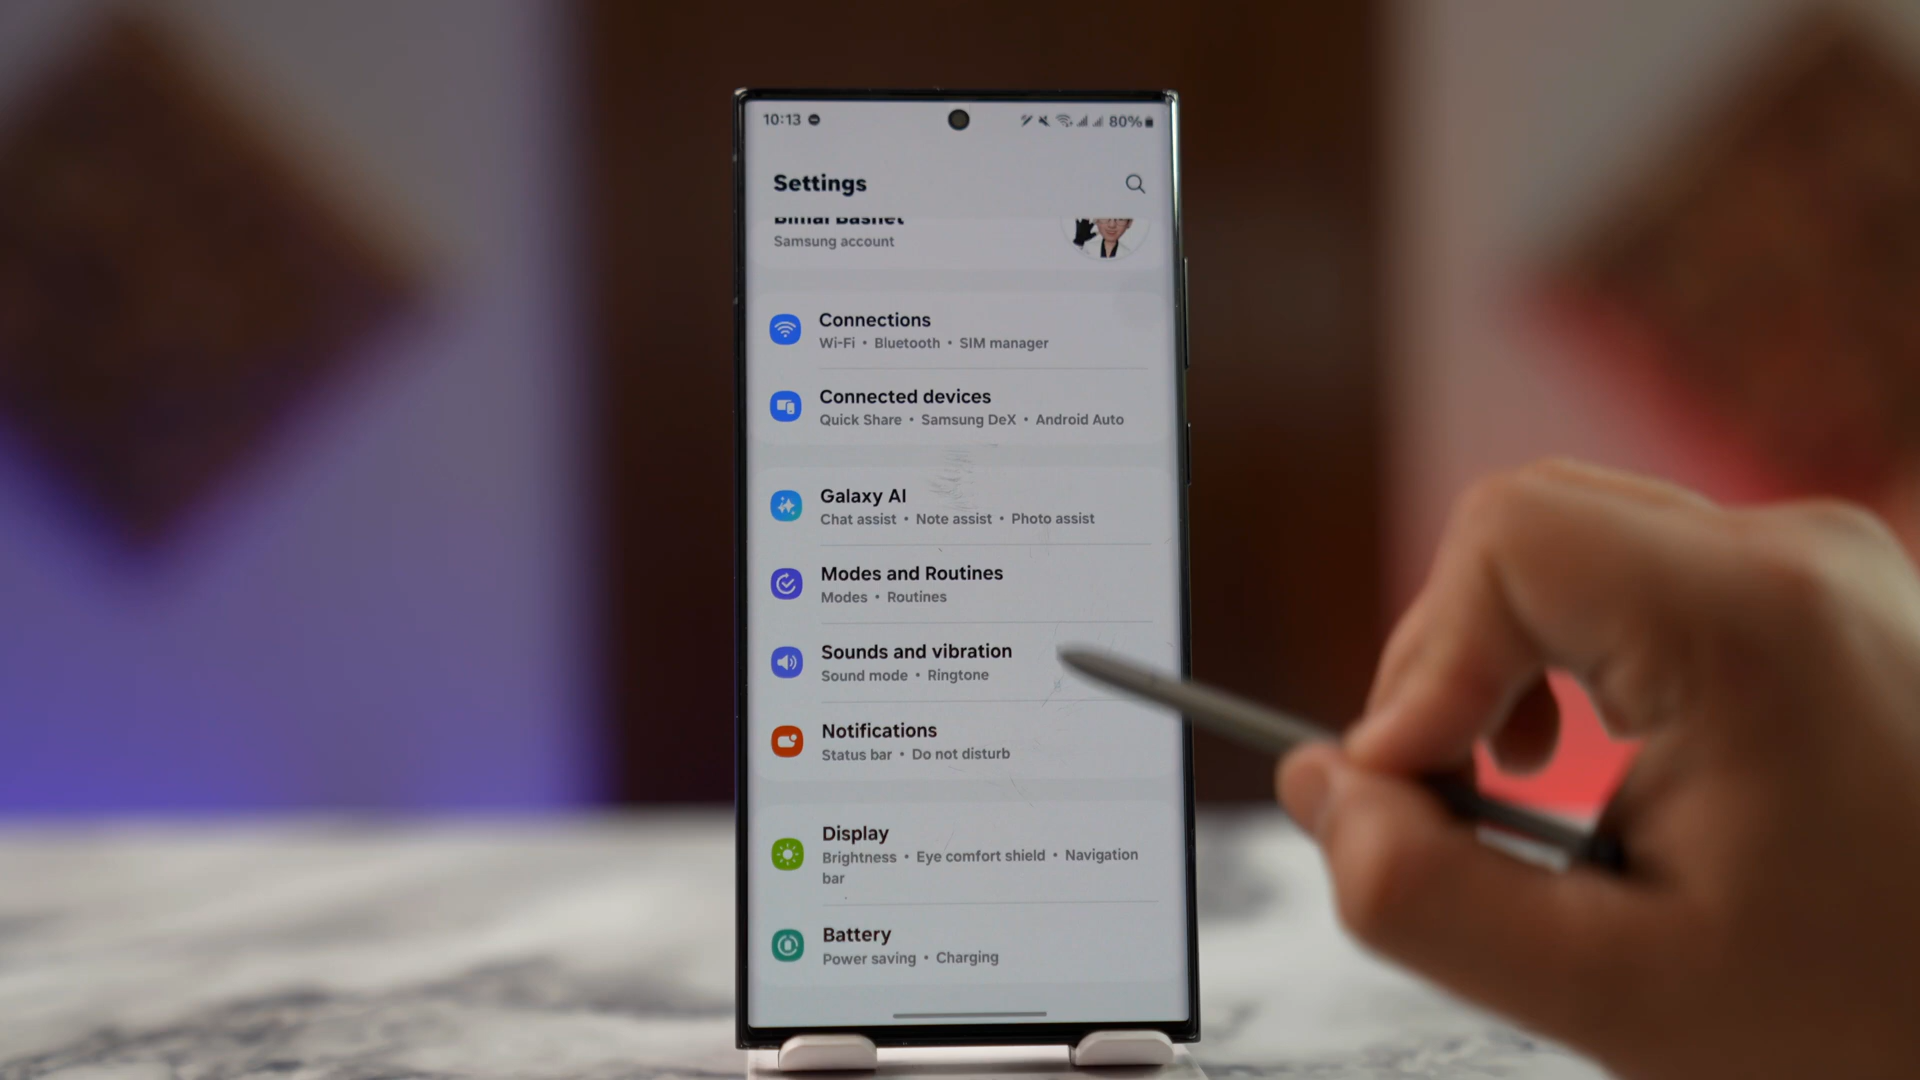 10:13
80%
Settings
Samsung account
Connections
Wi-Fi • Bluetooth • SIM manager
Connected devices
Quick Share • Samsung DeX • Android Auto
Galaxy AI
Chat assist • Note assist • Photo assist
Modes and Routines
Modes • Routines
Sounds and vibration
Sound mode • Ringtone
Notifications
Status bar • Do not disturb
Display
Brightness • Eye comfort shield • Navigation
bar
Battery
Power saving • Charging